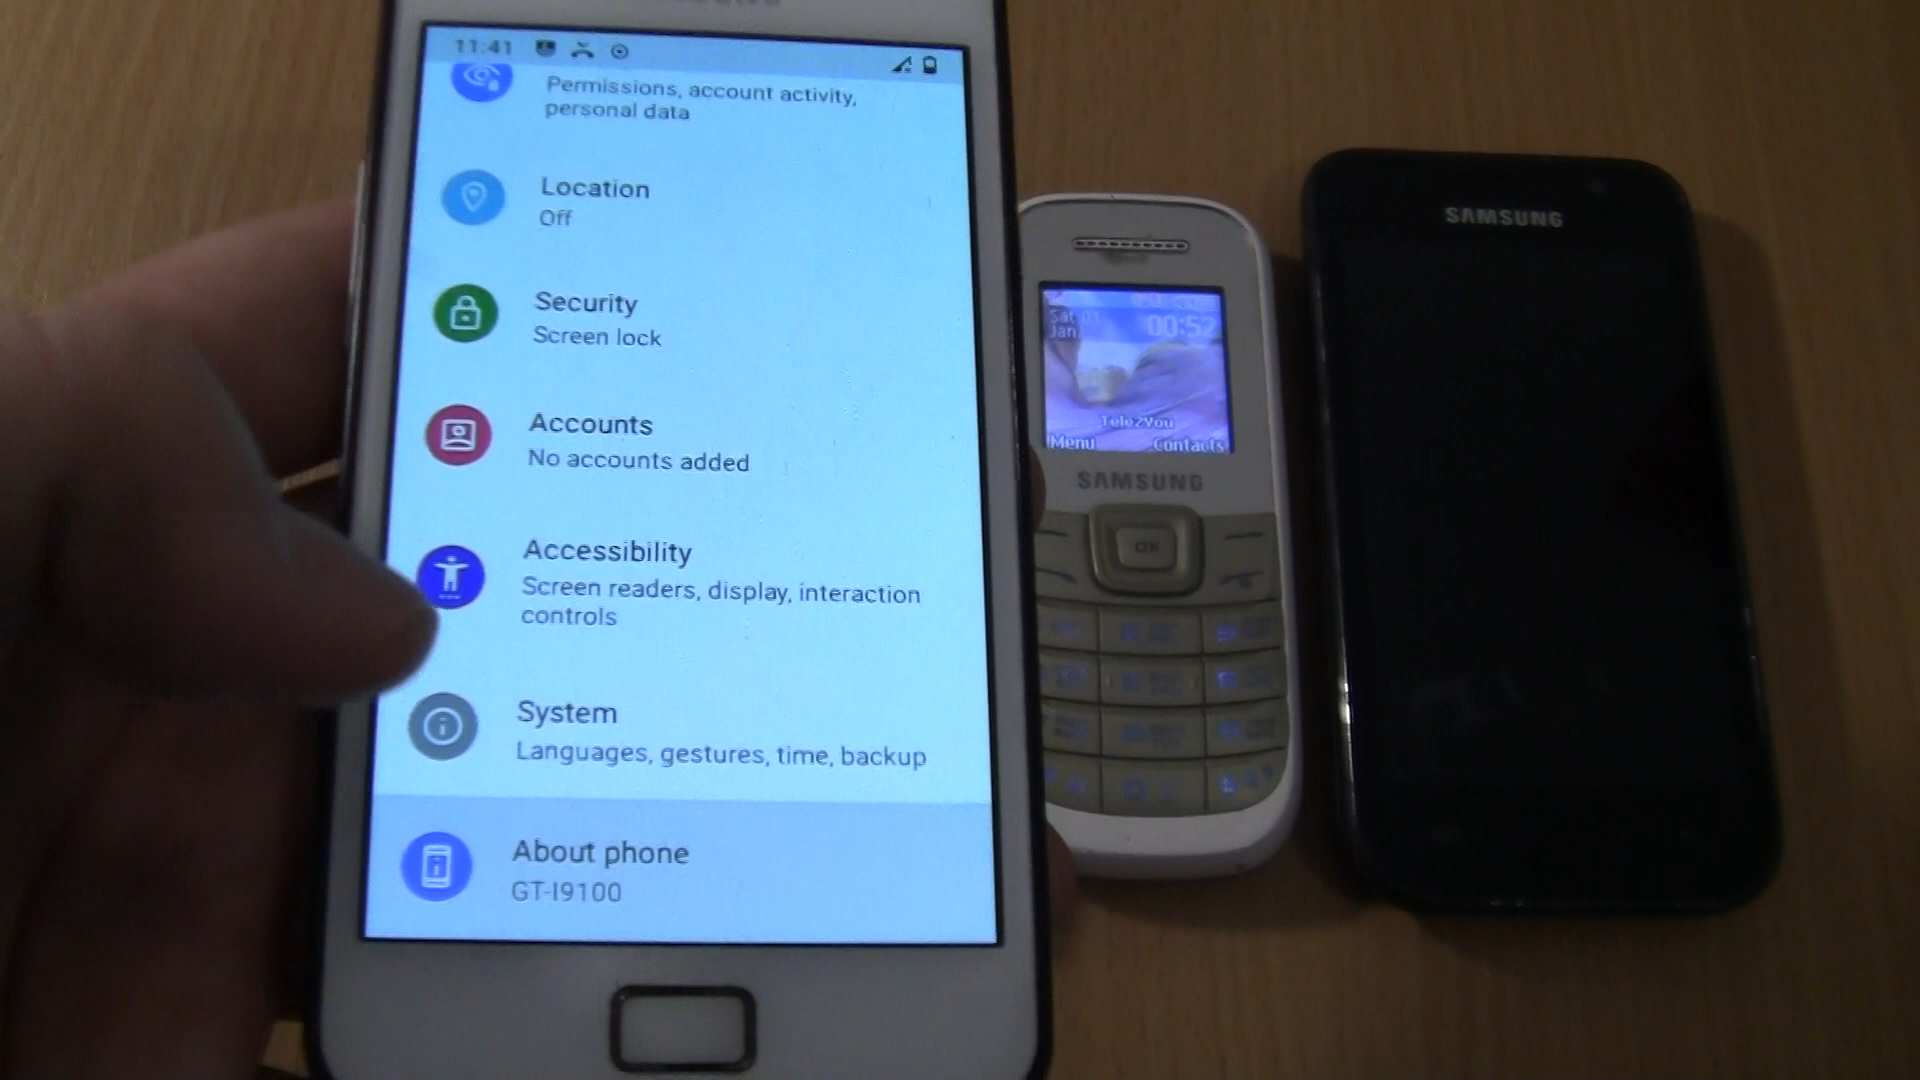 11:41
Permissions, account activity,
personal data
Location
Off
Security
Screen lock
Accounts
No accounts added
Accessibility
Screen readers, display, interaction
controls
System
Languages, gestures, time, backup
About phone
GT-I9100
Sat 01
Jan
00:52
Tele2You
Menu Contacts
SAMSUNG
OK
SAMSUNG